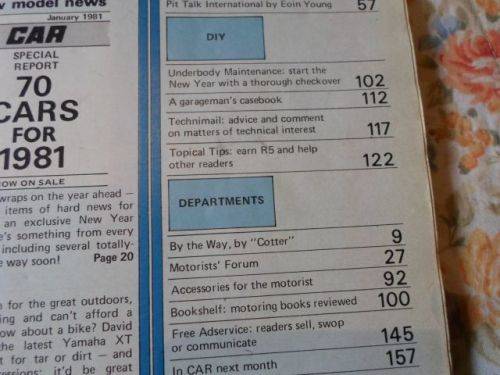 model news
January 1981
CAR
SPECIAL
REPORT
70
CARS
FOR
1981
NOW ON SALE
wraps on the year ahead —
items of hard news for
an exclusive New Year
's something from every
including several totally-
way soon! Page 20
for the great outdoors,
ing and can't afford a
ow about a bike? David
the latest Yamaha XT
t for tar or dirt — and
essions: it'd be great
Pit Talk International by Eoin Young 57
DIY
Underbody Maintenance: start the
New Year with a thorough checkover 102
A garageman's casebook 112
Technimail: advice and comment
on matters of technical interest 117
Topical Tips: earn R5 and help
other readers 122
DEPARTMENTS
By the Way, by "Cotter" 9
Motorists' Forum 27
Accessories for the motorist 92
Bookshelf: motoring books reviewed 100
Free Adservice: readers sell, swop
or communicate 145
In CAR next month 157